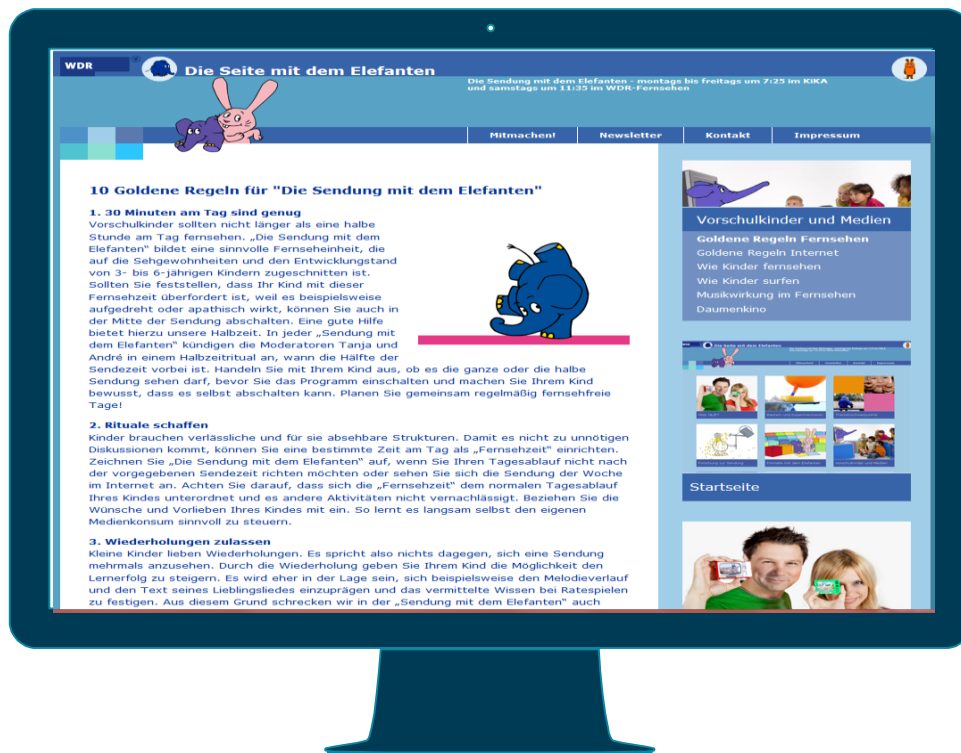 WDR
Die Seite mit dem Elefanten
Die Sendung mit dem Elefanten - montags bis freitags um 7:25 im KiKA
und samstags um 11:35 im WDR-Fernsehen
Mitmachen!
Newsletter
Kontakt
Impressum
10 Goldene Regeln für "Die Sendung mit dem Elefanten"
1. 30 Minuten am Tag sind genug
Vorschulkinder sollten nicht länger als eine halbe
Stunde am Tag fernsehen. „Die Sendung mit dem
Elefanten“ bildet eine sinnvolle Fernseheinheit, die
auf die Sehgewohnheiten und den Entwicklungstand
von 3- bis 6-jährigen Kindern zugeschnitten ist.
Sollten Sie feststellen, dass Ihr Kind mit dieser
Fernsehzeit überfordert ist, weil es beispielsweise
aufgedreht oder apathisch wirkt, können Sie auch in
der Mitte der Sendung abschalten. Eine gute Hilfe
bietet hierzu unsere Halbzeit. In jeder „Sendung mit
dem Elefanten“ kündigen die Moderatoren Tanja und
André in einem Halbzeitritual an, wann die Hälfte der
Sendezeit vorbei ist. Handeln Sie mit Ihrem Kind aus, ob es die ganze oder die halbe
Sendung sehen darf, bevor Sie das Programm einschalten und machen Sie Ihrem Kind
bewusst, dass es selbst abschalten kann. Planen Sie gemeinsam regelmäßig fernsehfreie
Tage!
2. Rituale schaffen
Kinder brauchen verlässliche und für sie absehbare Strukturen. Damit es nicht zu unnötigen
Diskussionen kommt, können Sie eine bestimmte Zeit am Tag als „Fernsehzeit“ einrichten.
Zeichnen Sie „Die Sendung mit dem Elefanten“ auf, wenn Sie Ihren Tagesablauf nicht nach
der vorgegebenen Sendezeit richten möchten oder sehen Sie sich die Sendung der Woche
im Internet an. Achten Sie darauf, dass sich die „Fernsehzeit“ dem normalen Tagesablauf
Ihres Kindes unterordnet und es andere Aktivitäten nicht vernachlässigt. Beziehen Sie die
Wünsche und Vorlieben Ihres Kindes mit ein. So lernt es langsam selbst den eigenen
Medienkonsum sinnvoll zu steuern.
3. Wiederholungen zulassen
Kleine Kinder lieben Wiederholungen. Es spricht also nichts dagegen, sich eine Sendung
mehrmals anzusehen. Durch die Wiederholung geben Sie Ihrem Kind die Möglichkeit den
Lernerfolg zu steigern. Es wird eher in der Lage sein, sich beispielsweise den Melodieverlauf
und den Text seines Lieblingsliedes einzuprägen und das vermittelte Wissen bei Ratespielen
zu festigen. Aus diesem Grund schrecken wir in der „Sendung mit dem Elefanten“ auch
Vorschulkinder und Medien
Goldene Regeln Fernsehen
Goldene Regeln Internet
Wie Kinder fernsehen
Wie Kinder surfen
Musikwirkung im Fernsehen
Daumenkino
Die Seite mit dem Elefanten
Startseite